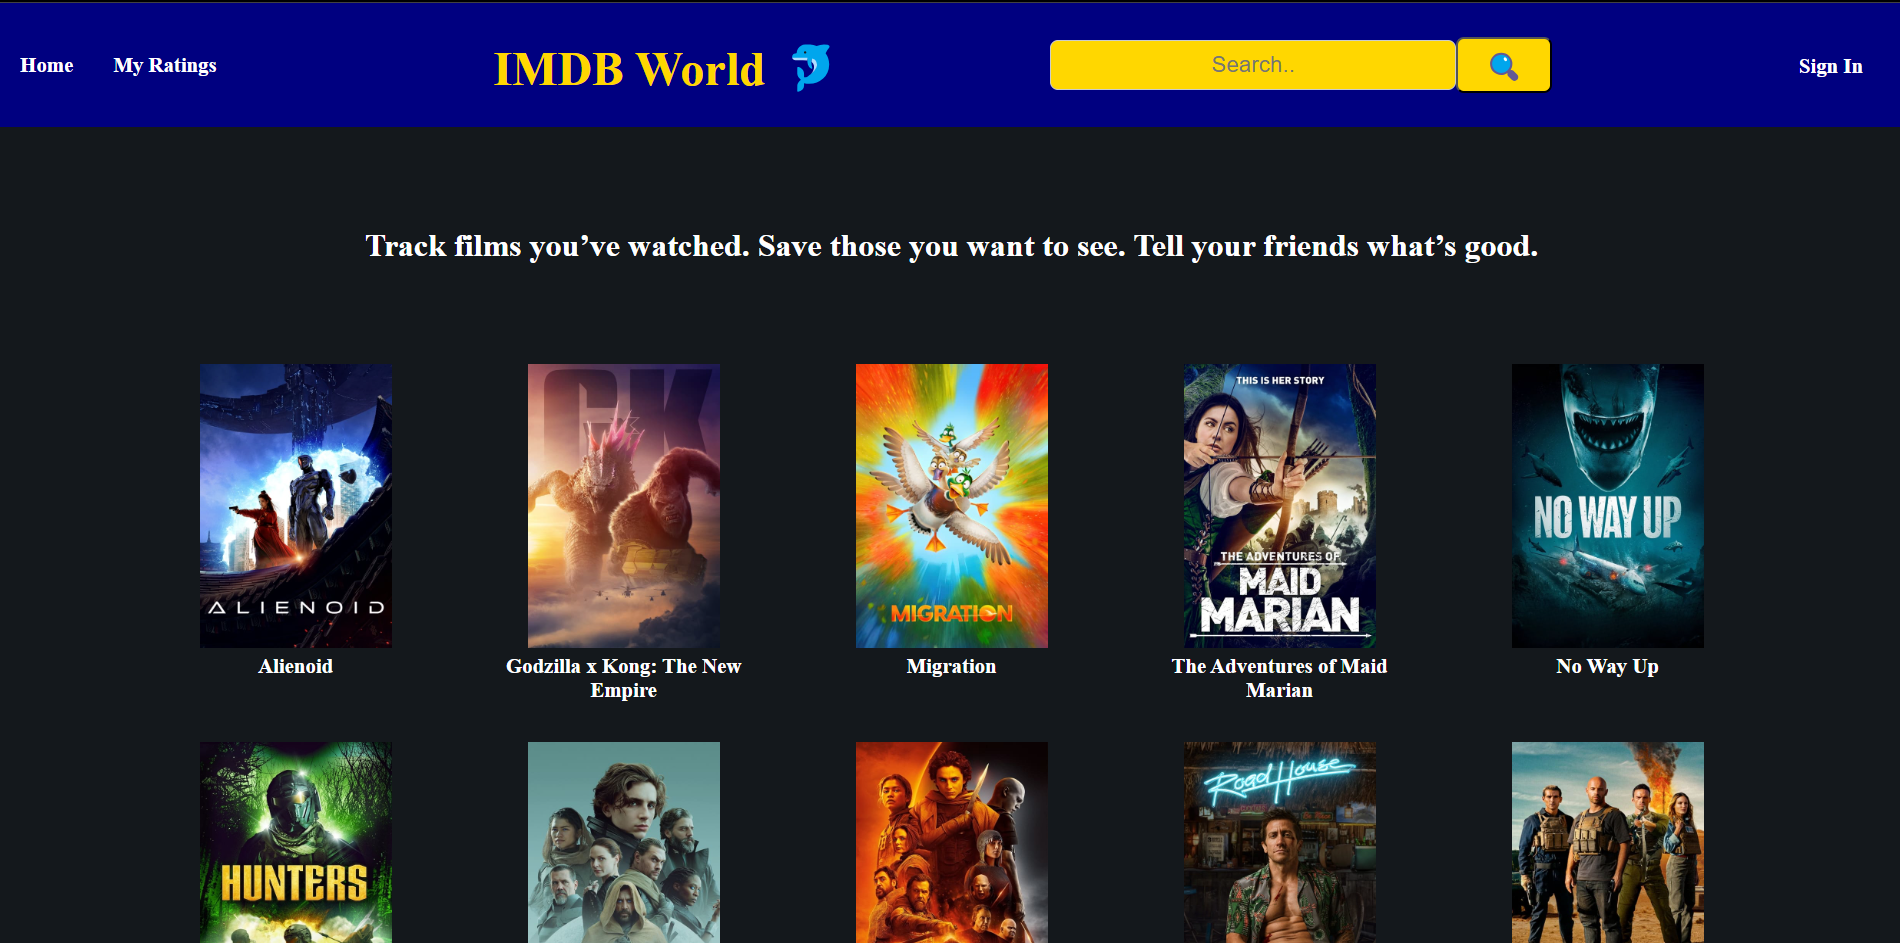 Home
My Ratings
IMDB World
Search..
Sign In
Track films you’ve watched. Save those you want to see. Tell your friends what’s good.
ALIENOID
GK
MIGRATION
THIS IS HER STORY
THE ADVENTURES OF
MAID
MARIAN
NO WAY UP
Alienoid
Godzilla x Kong: The New
Empire
Migration
The Adventures of Maid
Marian
No Way Up
HUNTERS
Road House